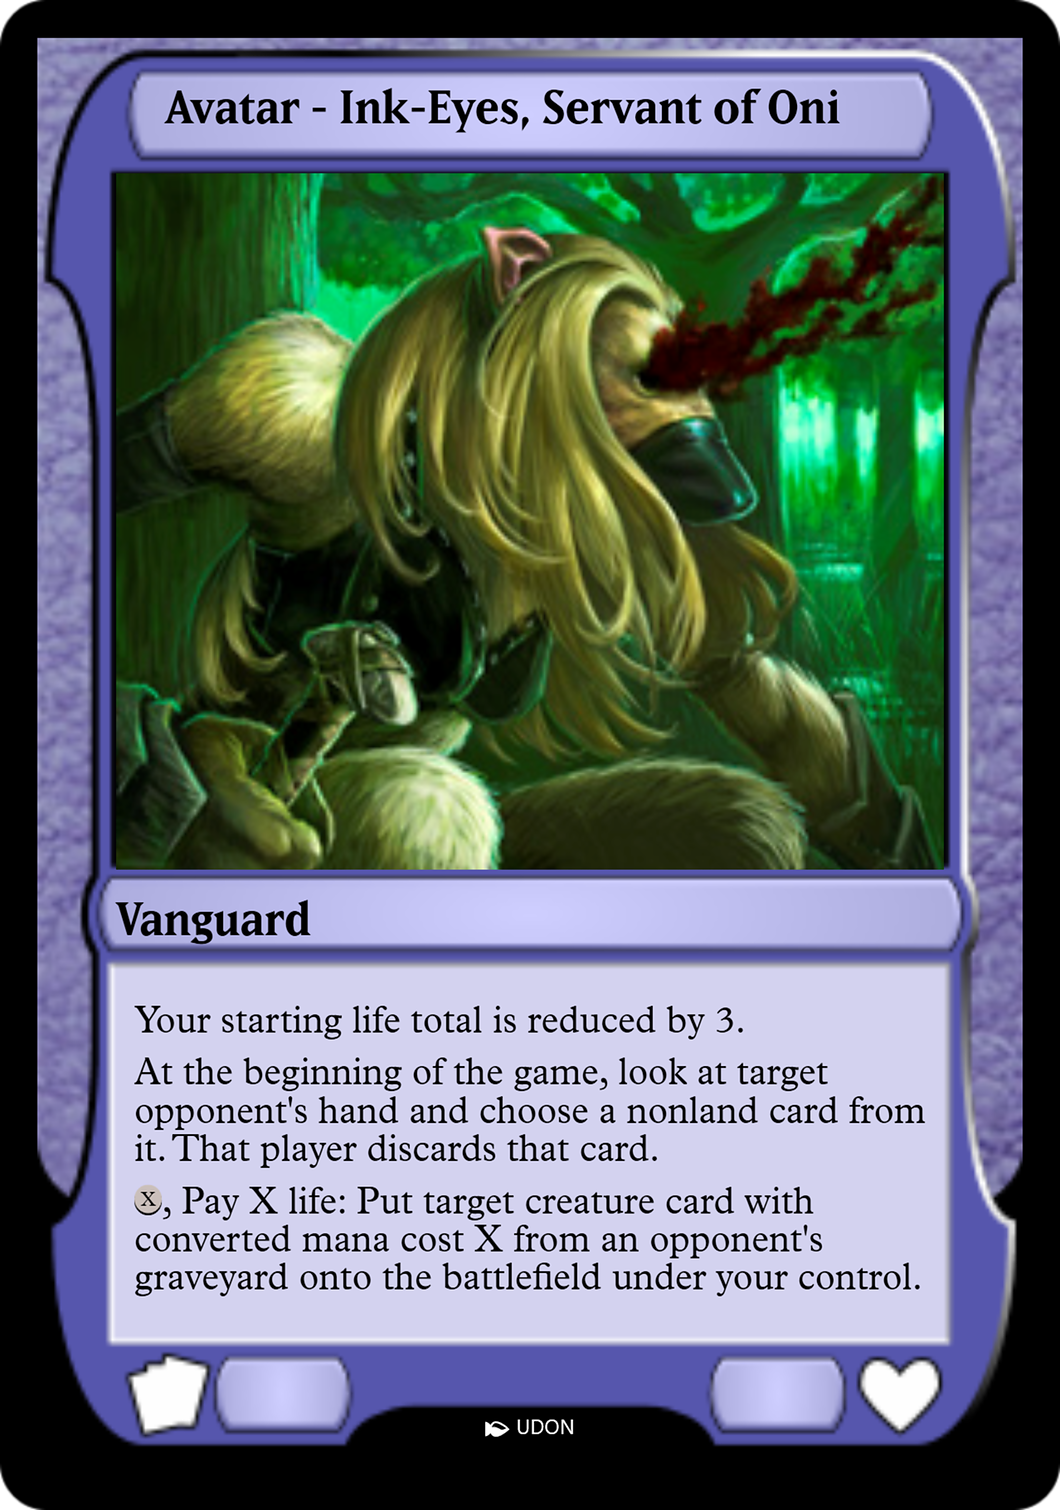 Avatar - Ink-Eyes, Servant of Oni
Vanguard
Your starting life total is reduced by 3.
At the beginning of the game, look at target
opponent's hand and choose a nonland card from
it. That player discards that card.
X, Pay X life: Put target creature card with
converted mana cost X from an opponent's
graveyard onto the battlefield under your control.
UDON